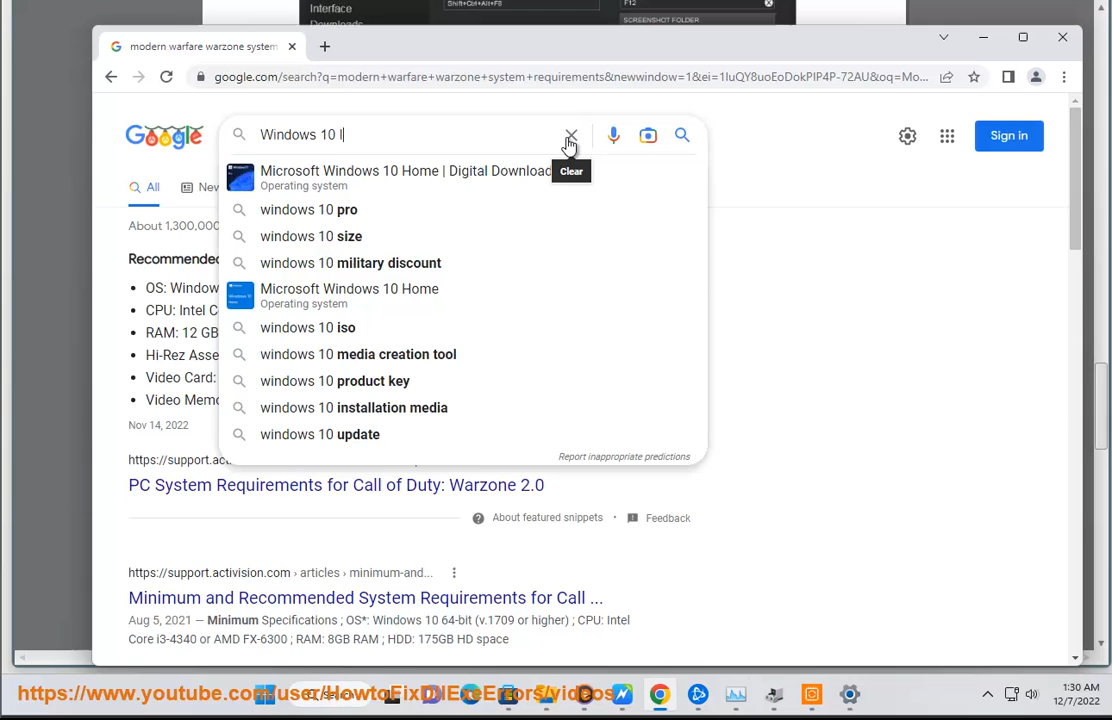 Interface
Shift+Ctrl+Alt+F8
F12
Downloads
SCREENSHOT FOLDER
modern warfare warzone system
google.com/search?q=modern+warfare+warzone+system+requirements&newwindow=1&ei=1IuQY8uoEoDokPIP4P-72AU&oq=Mo...
Google
Windows 10 l
Sign in
Clear
Microsoft Windows 10 Home | Digital Download
Operating system
windows 10 pro
windows 10 size
windows 10 military discount
Microsoft Windows 10 Home
Operating system
windows 10 iso
windows 10 media creation tool
windows 10 product key
windows 10 installation media
windows 10 update
Report inappropriate predictions
All
New
About 1,300,000
Recommended
OS: Window
CPU: Intel C
RAM: 12 GB
Hi-Rez Asse
Video Card:
Video Memo
Nov 14, 2022
https://support.a
PC System Requirements for Call of Duty: Warzone 2.0
About featured snippets
Feedback
https://support.activision.com › articles › minimum-and...
Minimum and Recommended System Requirements for Call ...
Aug 5, 2021 — Minimum Specifications ; OS*: Windows 10 64-bit (v.1709 or higher) ; CPU: Intel
Core i3-4340 or AMD FX-6300 ; RAM: 8GB RAM ; HDD: 175GB HD space
https://www.youtube.com/user/HowtoFixDllExeErrors/videos
1:30 AM
12/7/2022